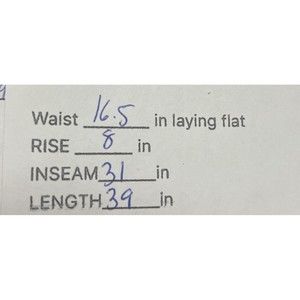 Waist 16.5 in laying flat
RISE 8 in
INSEAM 31 in
LENGTH 39 in